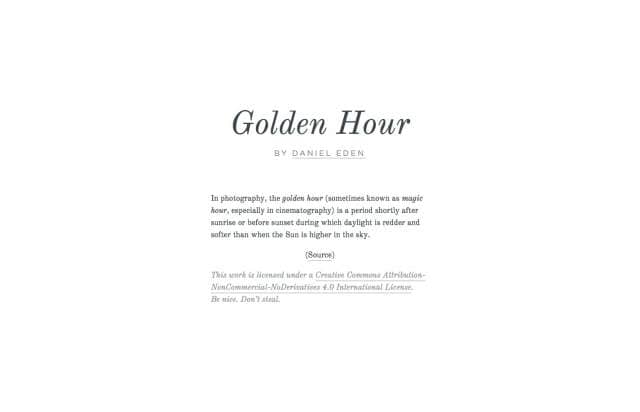 Golden Hour
BY DANIEL EDEN
In photography, the golden hour (sometimes known as magic
hour, especially in cinematography) is a period shortly after
sunrise or before sunset during which daylight is redder and
softer than when the Sun is higher in the sky.
(Source)
This work is licensed under a Creative Commons Attribution-
NonCommercial-NoDerivatives 4.0 International License.
Be nice. Don't steal.